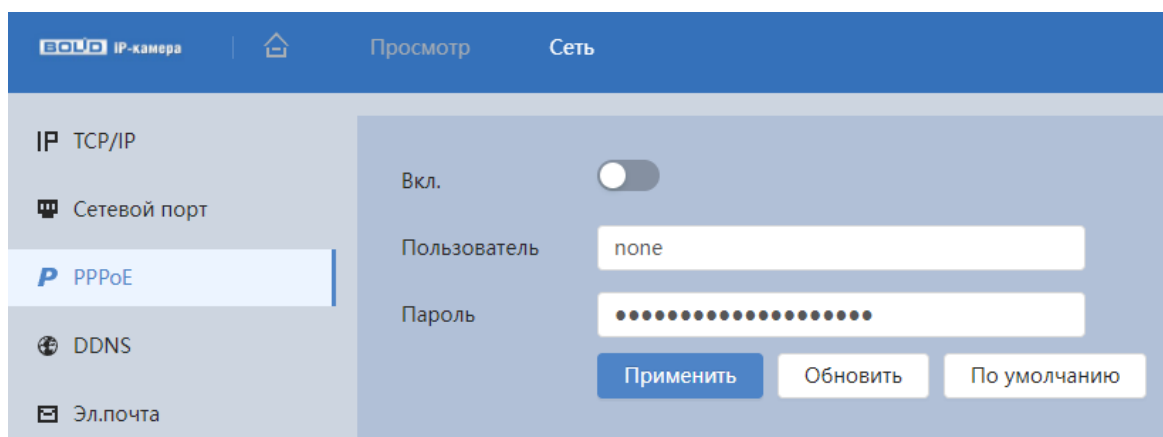 BOLID IP-камера Просмотр Сеть
IP TCP/IP
Сетевой порт
P PPPoE
DDNS
Эл.почта
Вкл.
Пользователь none
Пароль ••••••••••••••••••••
Применить Обновить По умолчанию